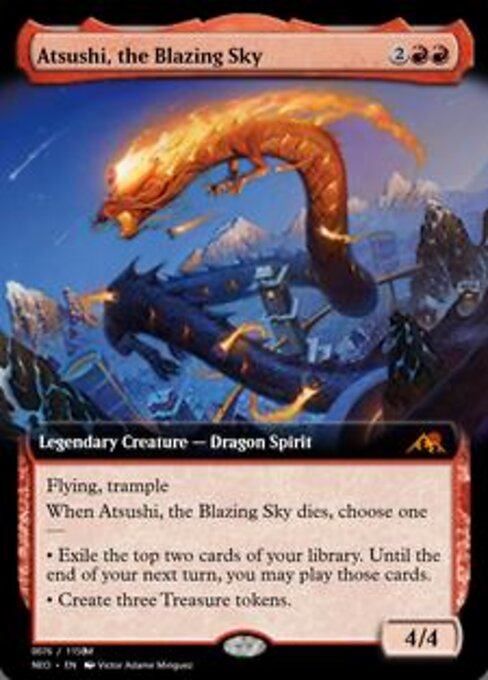 Atsushi, the Blazing Sky 2
Legendary Creature — Dragon Spirit
Flying, trample
When Atsushi, the Blazing Sky dies, choose one
—
• Exile the top two cards of your library. Until the
end of your next turn, you may play those cards.
• Create three Treasure tokens.
4/4
NEO • EN Victor Adame Minguez